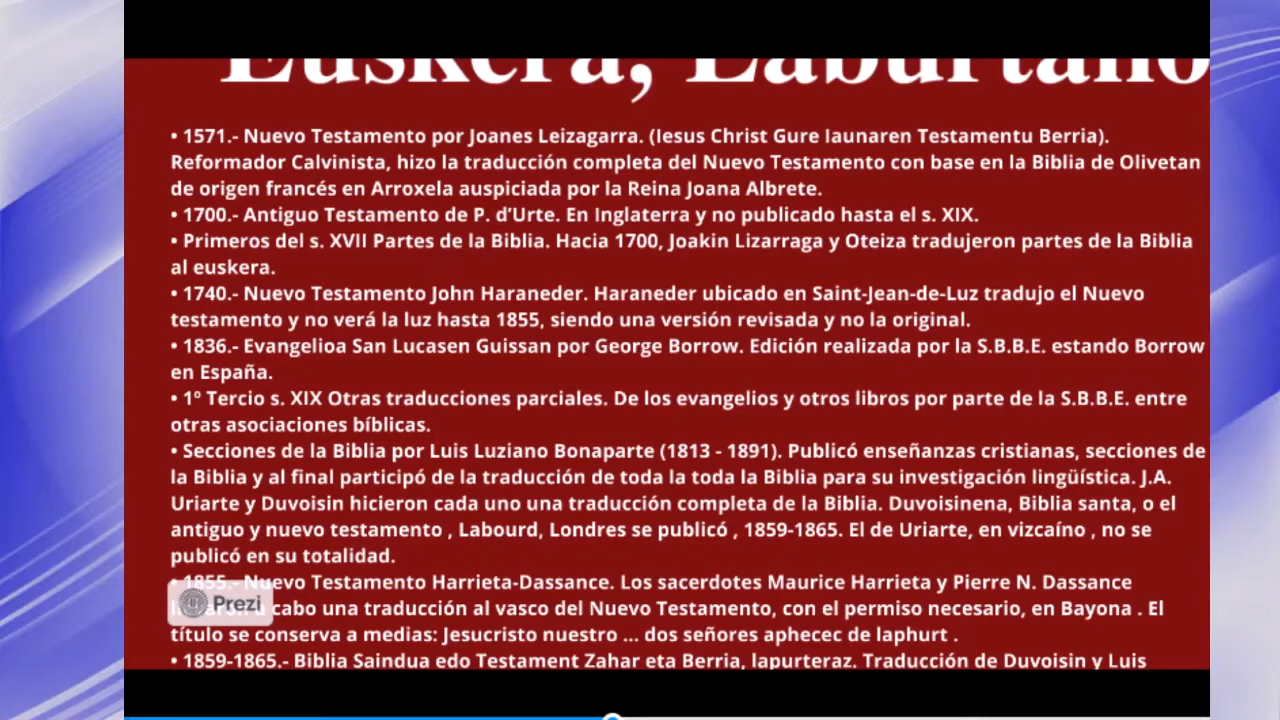 Euskera, Laburtano
• 1571.- Nuevo Testamento por Joanes Leizagarra. (Iesus Christ Gure Iaunaren Testamentu Berria).
Reformador Calvinista, hizo la traducción completa del Nuevo Testamento con base en la Biblia de Olivetan
de origen francés en Arroxela auspiciada por la Reina Joana Albrete.
• 1700.- Antiguo Testamento de P. d’Urte. En Inglaterra y no publicado hasta el s. XIX.
• Primeros del s. XVII Partes de la Biblia. Hacia 1700, Joakin Lizarraga y Oteiza tradujeron partes de la Biblia
al euskera.
• 1740.- Nuevo Testamento John Haraneder. Haraneder ubicado en Saint-Jean-de-Luz tradujo el Nuevo
testamento y no verá la luz hasta 1855, siendo una versión revisada y no la original.
• 1836.- Evangelioa San Lucasen Guissan por George Borrow. Edición realizada por la S.B.B.E. estando Borrow
en España.
• 1º Tercio s. XIX Otras traducciones parciales. De los evangelios y otros libros por parte de la S.B.B.E. entre
otras asociaciones bíblicas.
• Secciones de la Biblia por Luis Luziano Bonaparte (1813 - 1891). Publicó enseñanzas cristianas, secciones de
la Biblia y al final participó de la traducción de toda la toda la Biblia para su investigación lingüística. J.A.
Uriarte y Duvoisin hicieron cada uno una traducción completa de la Biblia. Duvoisinena, Biblia santa, o el
antiguo y nuevo testamento , Labourd, Londres se publicó , 1859-1865. El de Uriarte, en vizcaíno , no se
publicó en su totalidad.
• 1855.- Nuevo Testamento Harrieta-Dassance. Los sacerdotes Maurice Harrieta y Pierre N. Dassance
Prezi cabo una traducción al vasco del Nuevo Testamento, con el permiso necesario, en Bayona . El
título se conserva a medias: Jesucristo nuestro ... dos señores aphecec de laphurt .
• 1859-1865.- Biblia Saindua edo Testament Zahar eta Berria, lapurteraz. Traducción de Duvoisin y Luis